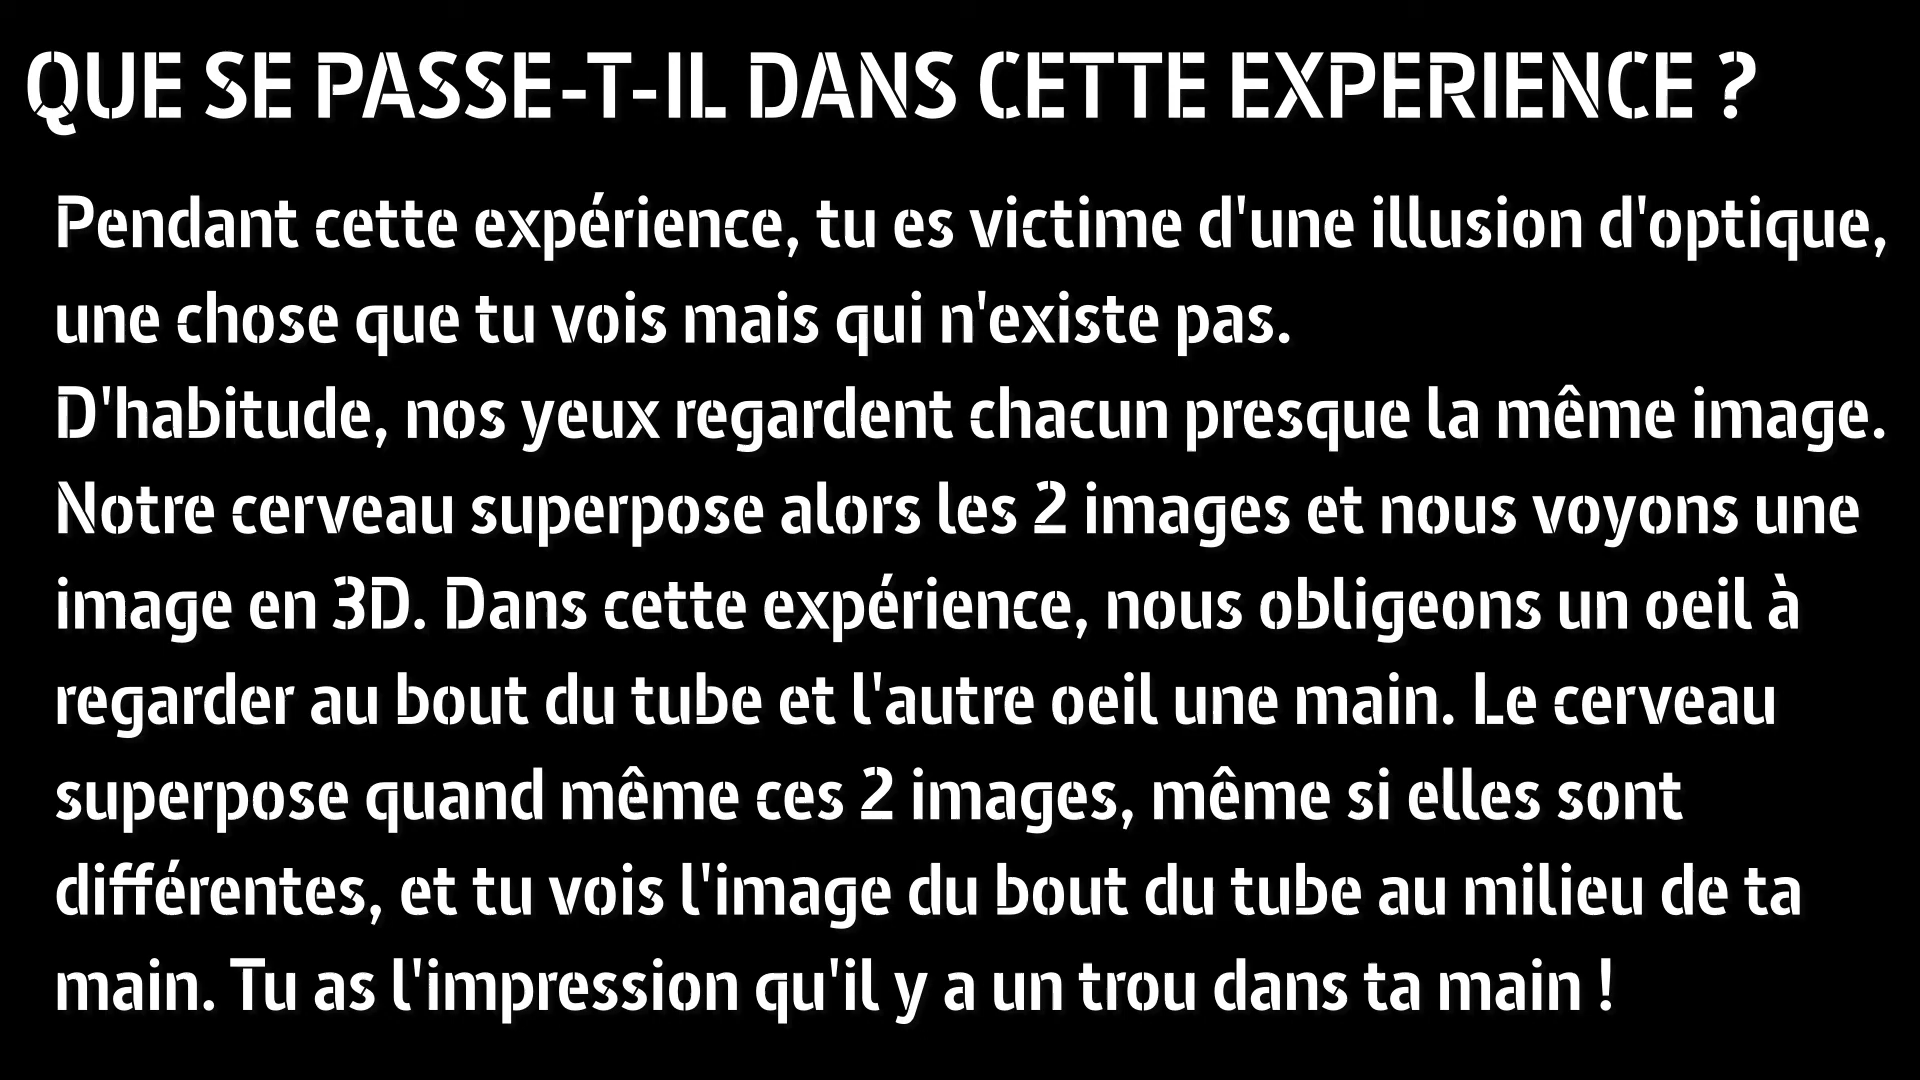 QUE SE PASSE-T-IL DANS CETTE EXPERIENCE ?
Pendant cette expérience, tu es victime d'une illusion d'optique,
une chose que tu vois mais qui n'existe pas.
D'habitude, nos yeux regardent chacun presque la même image.
Notre cerveau superpose alors les 2 images et nous voyons une
image en 3D. Dans cette expérience, nous obligeons un oeil à
regarder au bout du tube et l'autre oeil une main. Le cerveau
superpose quand même ces 2 images, même si elles sont
différentes, et tu vois l'image du bout du tube au milieu de ta
main. Tu as l'impression qu'il y a un trou dans ta main !